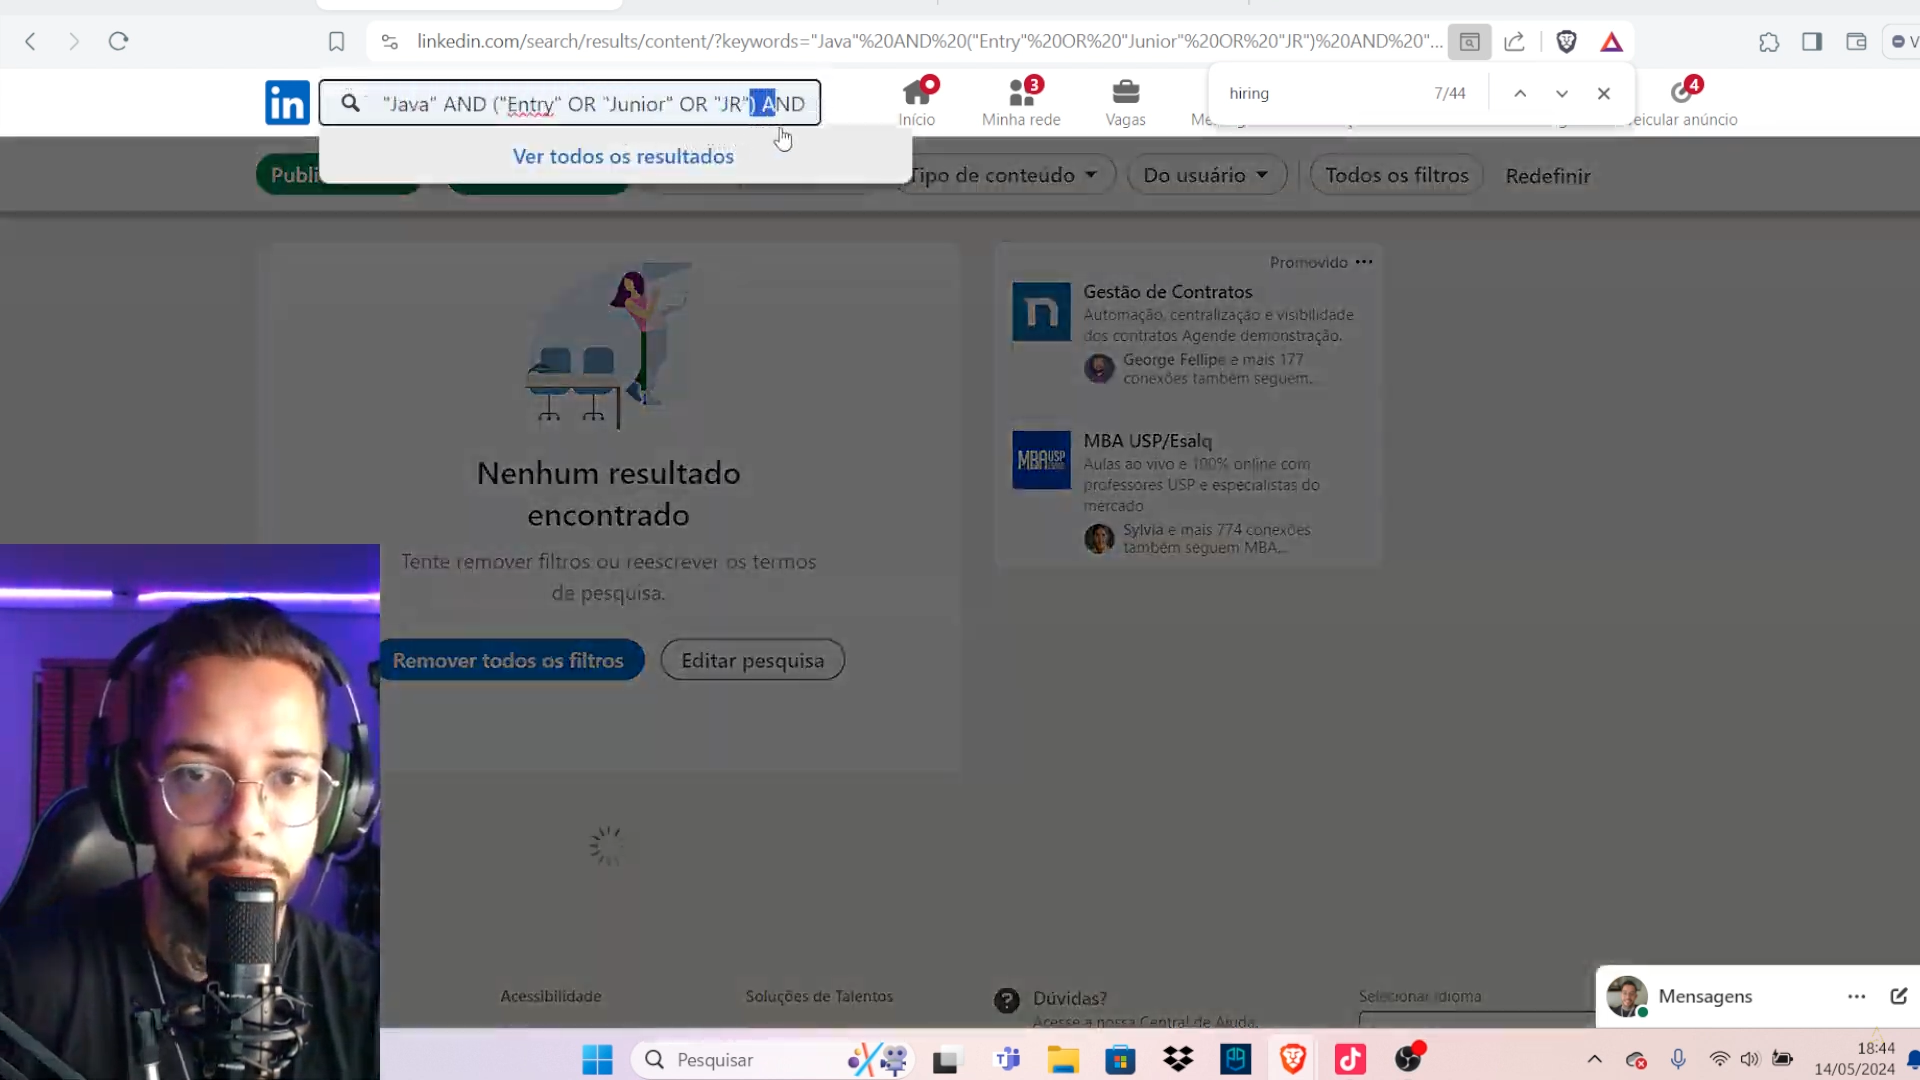 linkedin.com/search/results/content/?keywords="Java"%20AND%20("Entry"%20OR%20"Junior"%20OR%20"JR")%20AND%20"...
V
in
"Java" AND ("Entry" OR "Junior" OR "JR") AND
3
4
Início
Minha rede
Vagas
hiring
7/44
eicular anúncio
Ver todos os resultados
Publi
Tipo de conteúdo
Do usuário
Todos os filtros
Redefinir
Promovido
n
Gestão de Contratos
Automação, centralização e visibilidade
dos contratos Agende demonstração.
George Fellipe e mais 177
conexões também seguem...
MBAUSP
MBA USP/Esalq
Aulas ao vivo e 100% online com
professores USP e especialistas do
mercado
Sylvia e mais 774 conexões
também seguem MBA...
Nenhum resultado
encontrado
Tente remover filtros ou reescrever os termos
de pesquisa.
Remover todos os filtros
Editar pesquisa
Acessibilidade
Soluções de Talentos
? Dúvidas?
Acesse a nossa Central de Ajuda.
Selecionar idioma
Mensagens
Pesquisar
18:44
14/05/2024